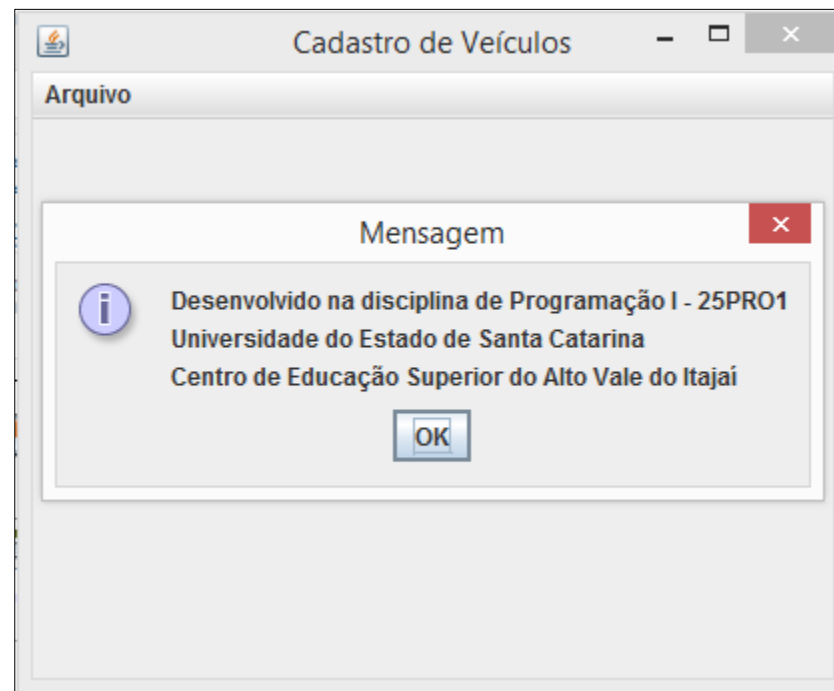 Cadastro de Veículos
Arquivo
Mensagem
Desenvolvido na disciplina de Programação I - 25PRO1
Universidade do Estado de Santa Catarina
Centro de Educação Superior do Alto Vale do Itajaí
OK